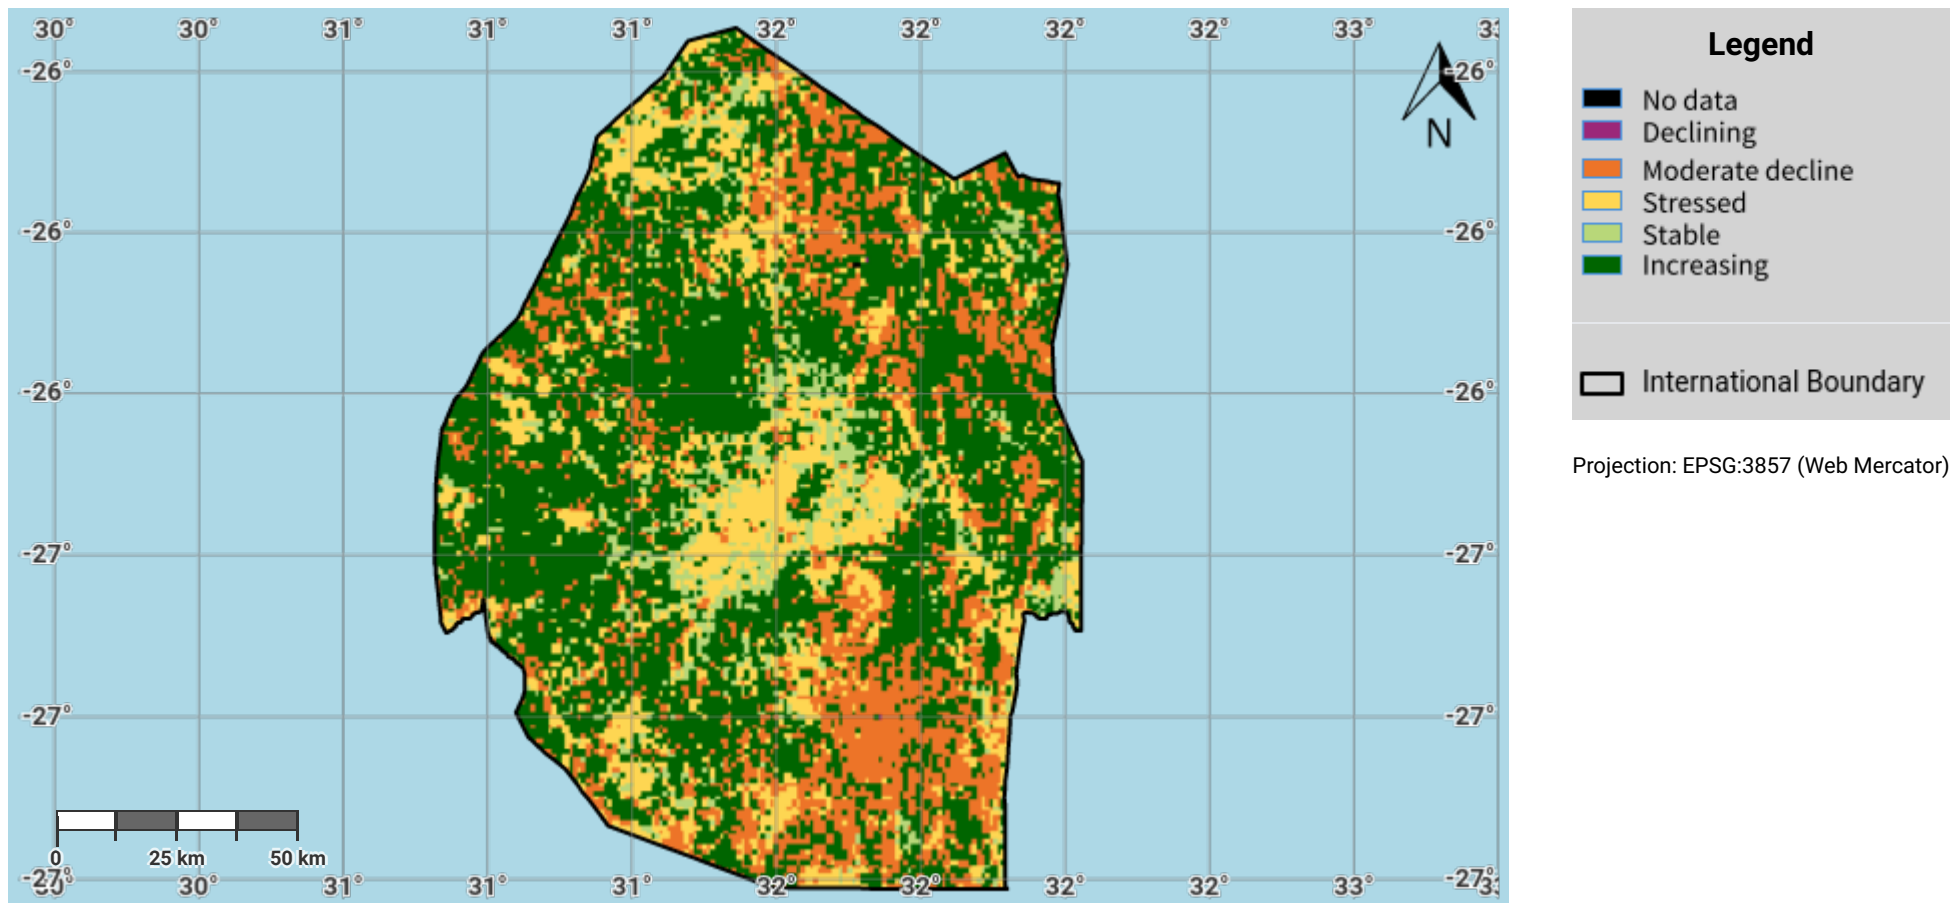 30° 30° 31° 31° 31° 32° 32° 32° 32° 33°
-26° -26°
-26° -26°
-26° -26°
-27° -27°
-27° -27°
-27° -27°
30° 31° 31° 31° 32° 32° 32° 32° 33°
0 25 km 50 km
N
Legend
No data
Declining
Moderate decline
Stressed
Stable
Increasing
International Boundary
Projection: EPSG:3857 (Web Mercator)